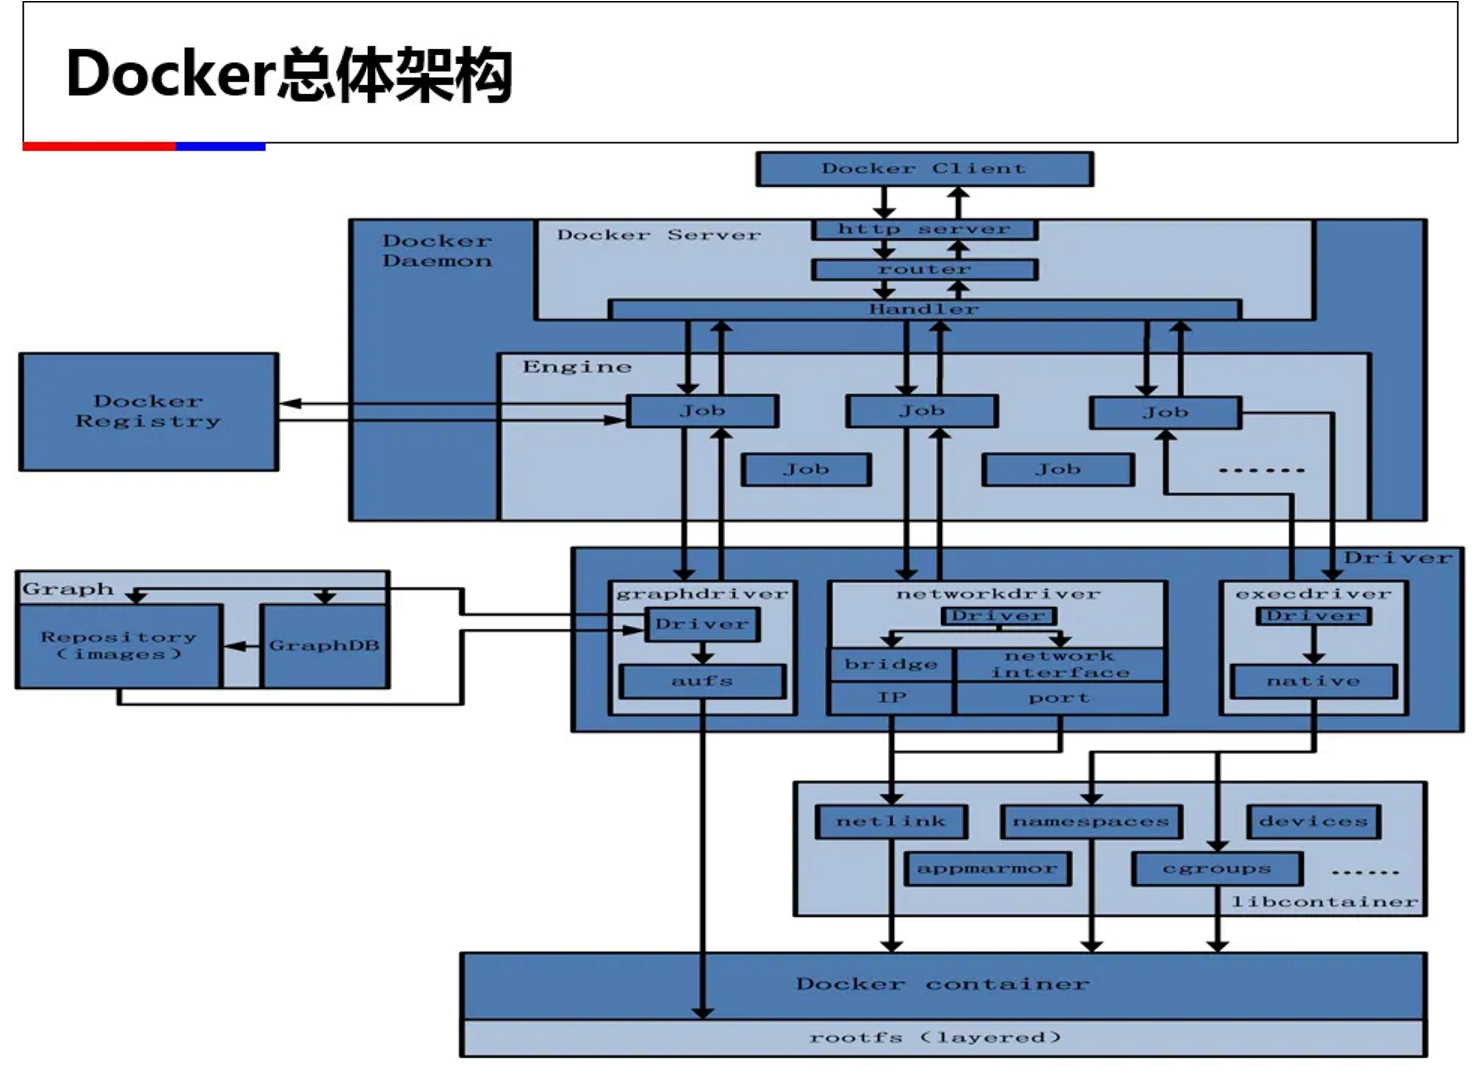 Docker总体架构
Docker Client
Docker
Daemon
Docker Server
http server
router
Handler
Engine
Docker
Registry
Job
Job
Job
Job
Job
......
Driver
Graph
Repository
(images)
GraphDB
graphdriver
Driver
aufs
networkdriver
Driver
bridge
network
interface
IP
port
execdriver
Driver
native
netlink
namespaces
devices
appmarmor
cgroups
......
libcontainer
Docker container
rootfs (layered)